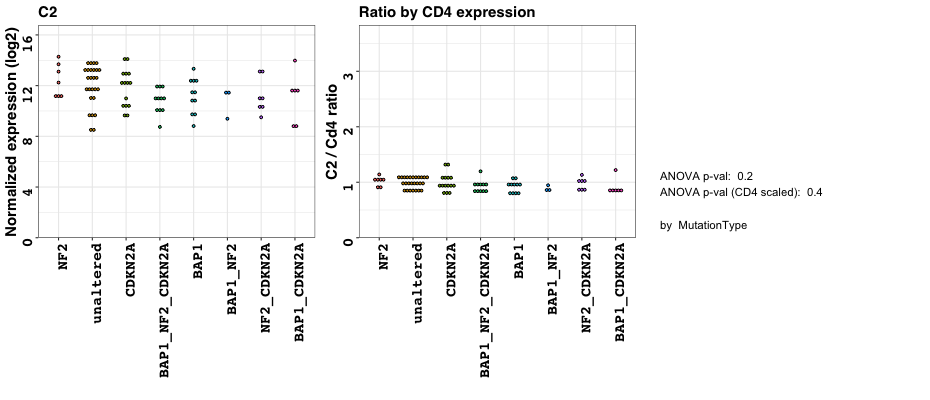 C2
Normalized expression (log2)
16
12
8
4
0
NF2
unaltered
CDKN2A
BAP1_NF2_CDKN2A
BAP1
BAP1_NF2
NF2_CDKN2A
BAP1_CDKN2A
Ratio by CD4 expression
C2 / Cd4 ratio
3
2
1
0
NF2
unaltered
CDKN2A
BAP1_NF2_CDKN2A
BAP1
BAP1_NF2
NF2_CDKN2A
BAP1_CDKN2A
ANOVA p-val: 0.2
ANOVA p-val (CD4 scaled): 0.4
by MutationType